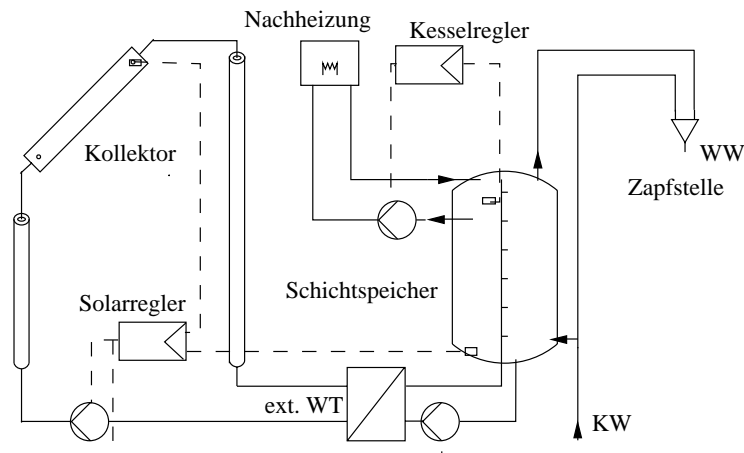 Nachheizung
Kesselregler
Kollektor
WW
Zapfstelle
Schichtspeicher
Solarregler
ext. WT
KW